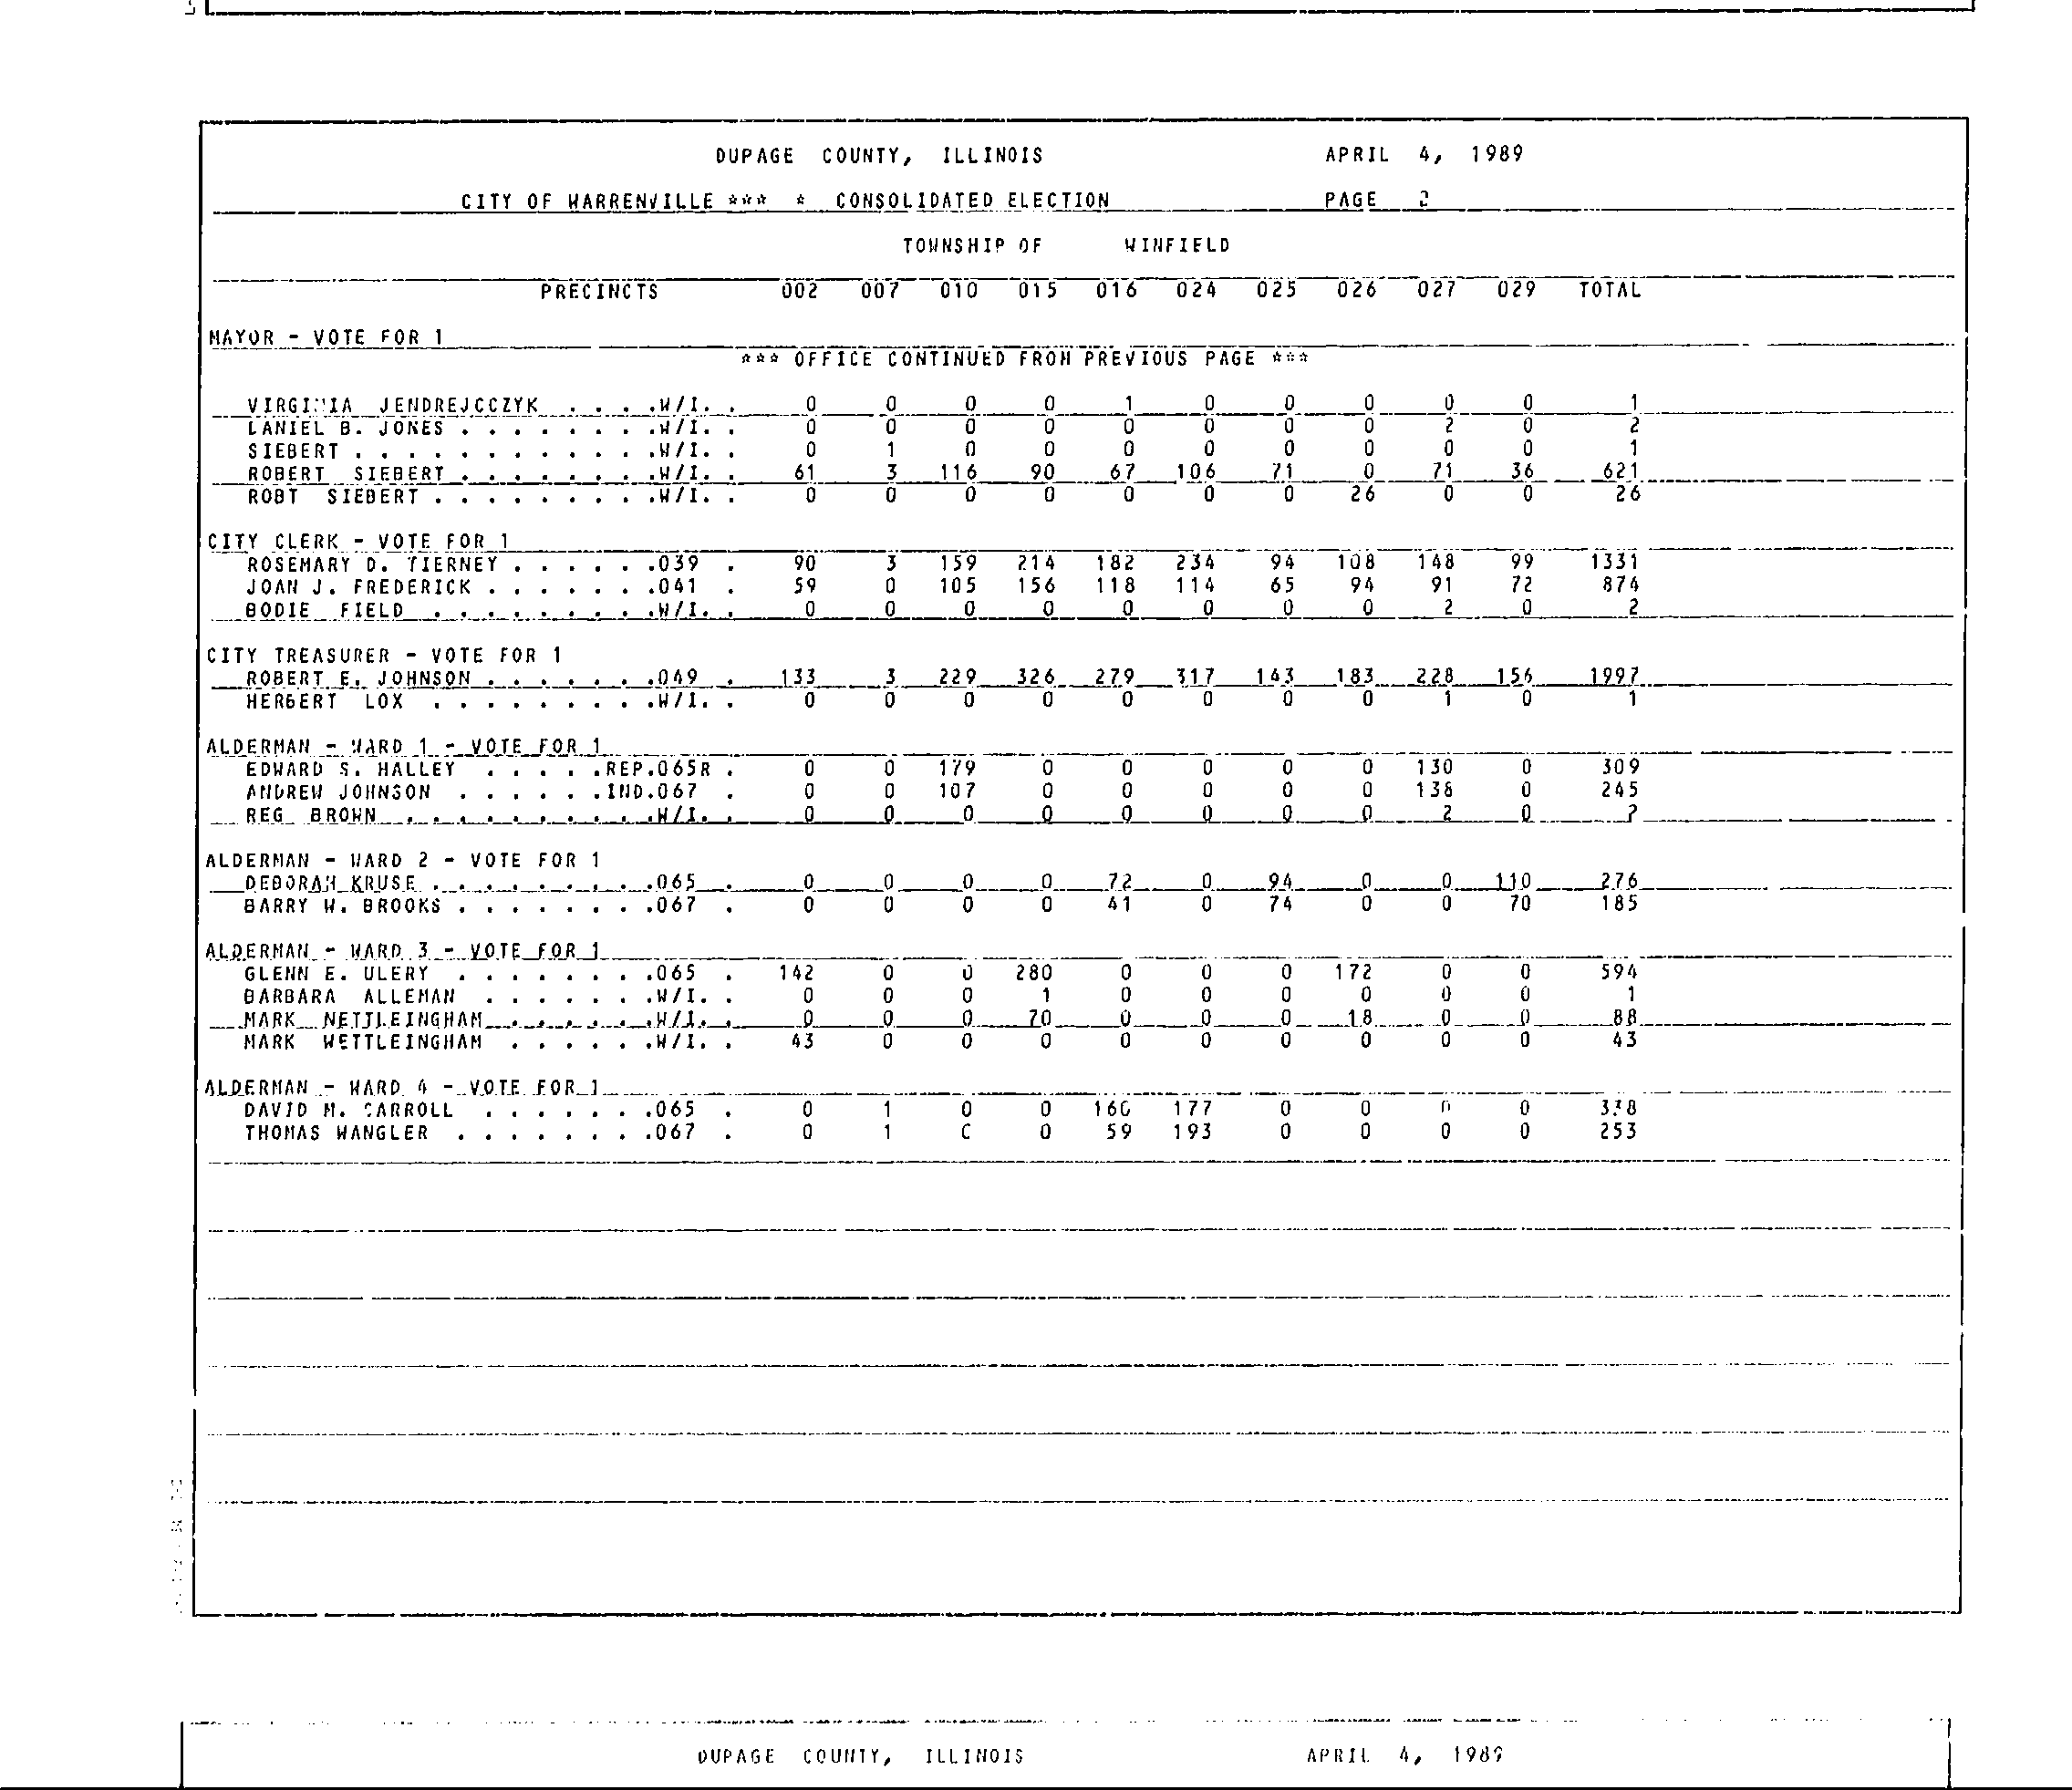 DUPAGE COUNTY, ILLINOIS APRIL 4, 1989
CITY OF WARRENVILLE *** * CONSOLIDATED ELECTION PAGE 2
TOWNSHIP OF WINFIELD
PRECINCTS 002 007 010 015 016 024 025 026 027 029 TOTAL
MAYOR - VOTE FOR 1
*** OFFICE CONTINUED FROM PREVIOUS PAGE ***
VIRGINIA JENDREJCCZYK . . . .W/I. . 0 0 0 0 1 0 0 0 0 0 1
LANIEL B. JONES . . . . . . . .W/I. . 0 0 0 0 0 0 0 0 2 0 2
SIEBERT . . . . . . . . . . . .W/I. . 0 1 0 0 0 0 0 0 0 0 1
ROBERT SIEBERT . . . . . . . .W/I. . 61 3 116 90 67 106 71 0 71 36 621
ROBT SIEBERT . . . . . . . . .W/I. . 0 0 0 0 0 0 0 26 0 0 26
CITY CLERK - VOTE FOR 1
ROSEMARY D. TIERNEY . . . . . .039 . 90 3 159 214 182 234 94 108 148 99 1331
JOAN J. FREDERICK . . . . . . .041 . 59 0 105 156 118 114 65 94 91 72 874
BODIE FIELD . . . . . . . . .W/I. . 0 0 0 0 0 0 0 0 2 0 2
CITY TREASURER - VOTE FOR 1
ROBERT E. JOHNSON . . . . . . .049 . 133 3 229 326 279 317 143 183 228 156 1997
HERBERT LOX . . . . . . . . .W/I. . 0 0 0 0 0 0 0 0 1 0 1
ALDERMAN - WARD 1 - VOTE FOR 1
EDWARD S. HALLEY . . . . .REP.065R . 0 0 179 0 0 0 0 0 130 0 309
ANDREW JOHNSON . . . . . .IND.067 . 0 0 107 0 0 0 0 0 138 0 245
REG BROWN . . . . . . . . . .W/I. . 0 0 0 0 0 0 0 0 2 0 2
ALDERMAN - WARD 2 - VOTE FOR 1
DEBORAH KRUSE . . . . . . . . .065 . 0 0 0 0 72 0 94 0 0 110 276
BARRY W. BROOKS . . . . . . . .067 . 0 0 0 0 41 0 74 0 0 70 185
ALDERMAN - WARD 3 - VOTE FOR 1
GLENN E. ULERY . . . . . . . .065 . 142 0 0 280 0 0 0 172 0 0 594
BARBARA ALLEMAN . . . . . . .W/I. . 0 0 0 1 0 0 0 0 0 0 1
MARK NETTLEINGHAM . . . . . .W/I. . 0 0 0 70 0 0 0 18 0 0 88
MARK WETTLEINGHAM . . . . . .W/I. . 43 0 0 0 0 0 0 0 0 0 43
ALDERMAN - WARD 4 - VOTE FOR 1
DAVID M. CARROLL . . . . . . .065 . 0 1 0 0 160 177 0 0 0 0 338
THOMAS WANGLER . . . . . . . .067 . 0 1 0 0 59 193 0 0 0 0 253
DUPAGE COUNTY, ILLINOIS APRIL 4, 1989